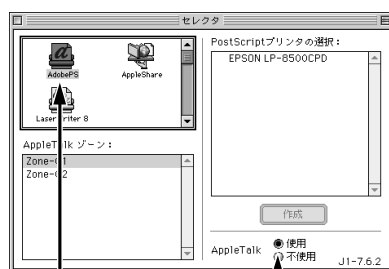 セレクタ
AdobePS
AppleShare
LaserWriter 8
AppleTalk ゾーン：
Zone-01
Zone-02
PostScriptプリンタの選択：
EPSON LP-8500CPD
作成
AppleTalk
使用
不使用
J1-7.6.2